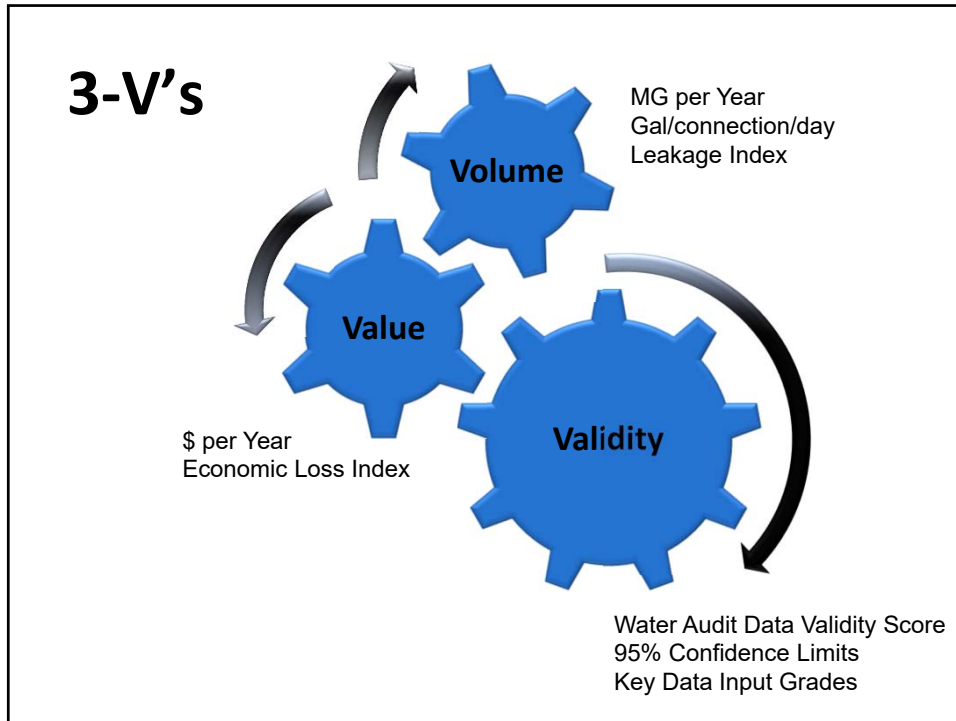 3-V’s
Volume
MG per Year
Gal/connection/day
Leakage Index
Value
$ per Year
Economic Loss Index
Validity
Water Audit Data Validity Score
95% Confidence Limits
Key Data Input Grades